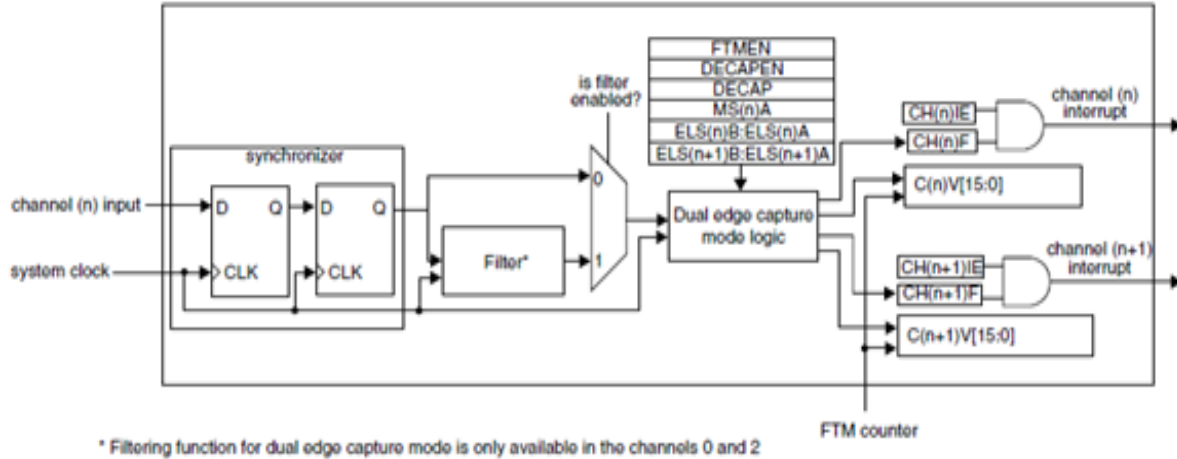 FTMEN
DECAPEN
DECAP
MS(n)A
ELS(n)B:ELS(n)A
ELS(n+1)B:ELS(n+1)A
is filter
enabled?
synchronizer
channel (n) input
D Q D Q
system clock
CLK CLK
Filter*
0
1
Dual edge capture
mode logic
CH(n)IE
CH(n)F
channel (n)
interrupt
C(n)V[15:0]
CH(n+1)IE
CH(n+1)F
channel (n+1)
interrupt
C(n+1)V[15:0]
FTM counter
* Filtering function for dual edge capture mode is only available in the channels 0 and 2